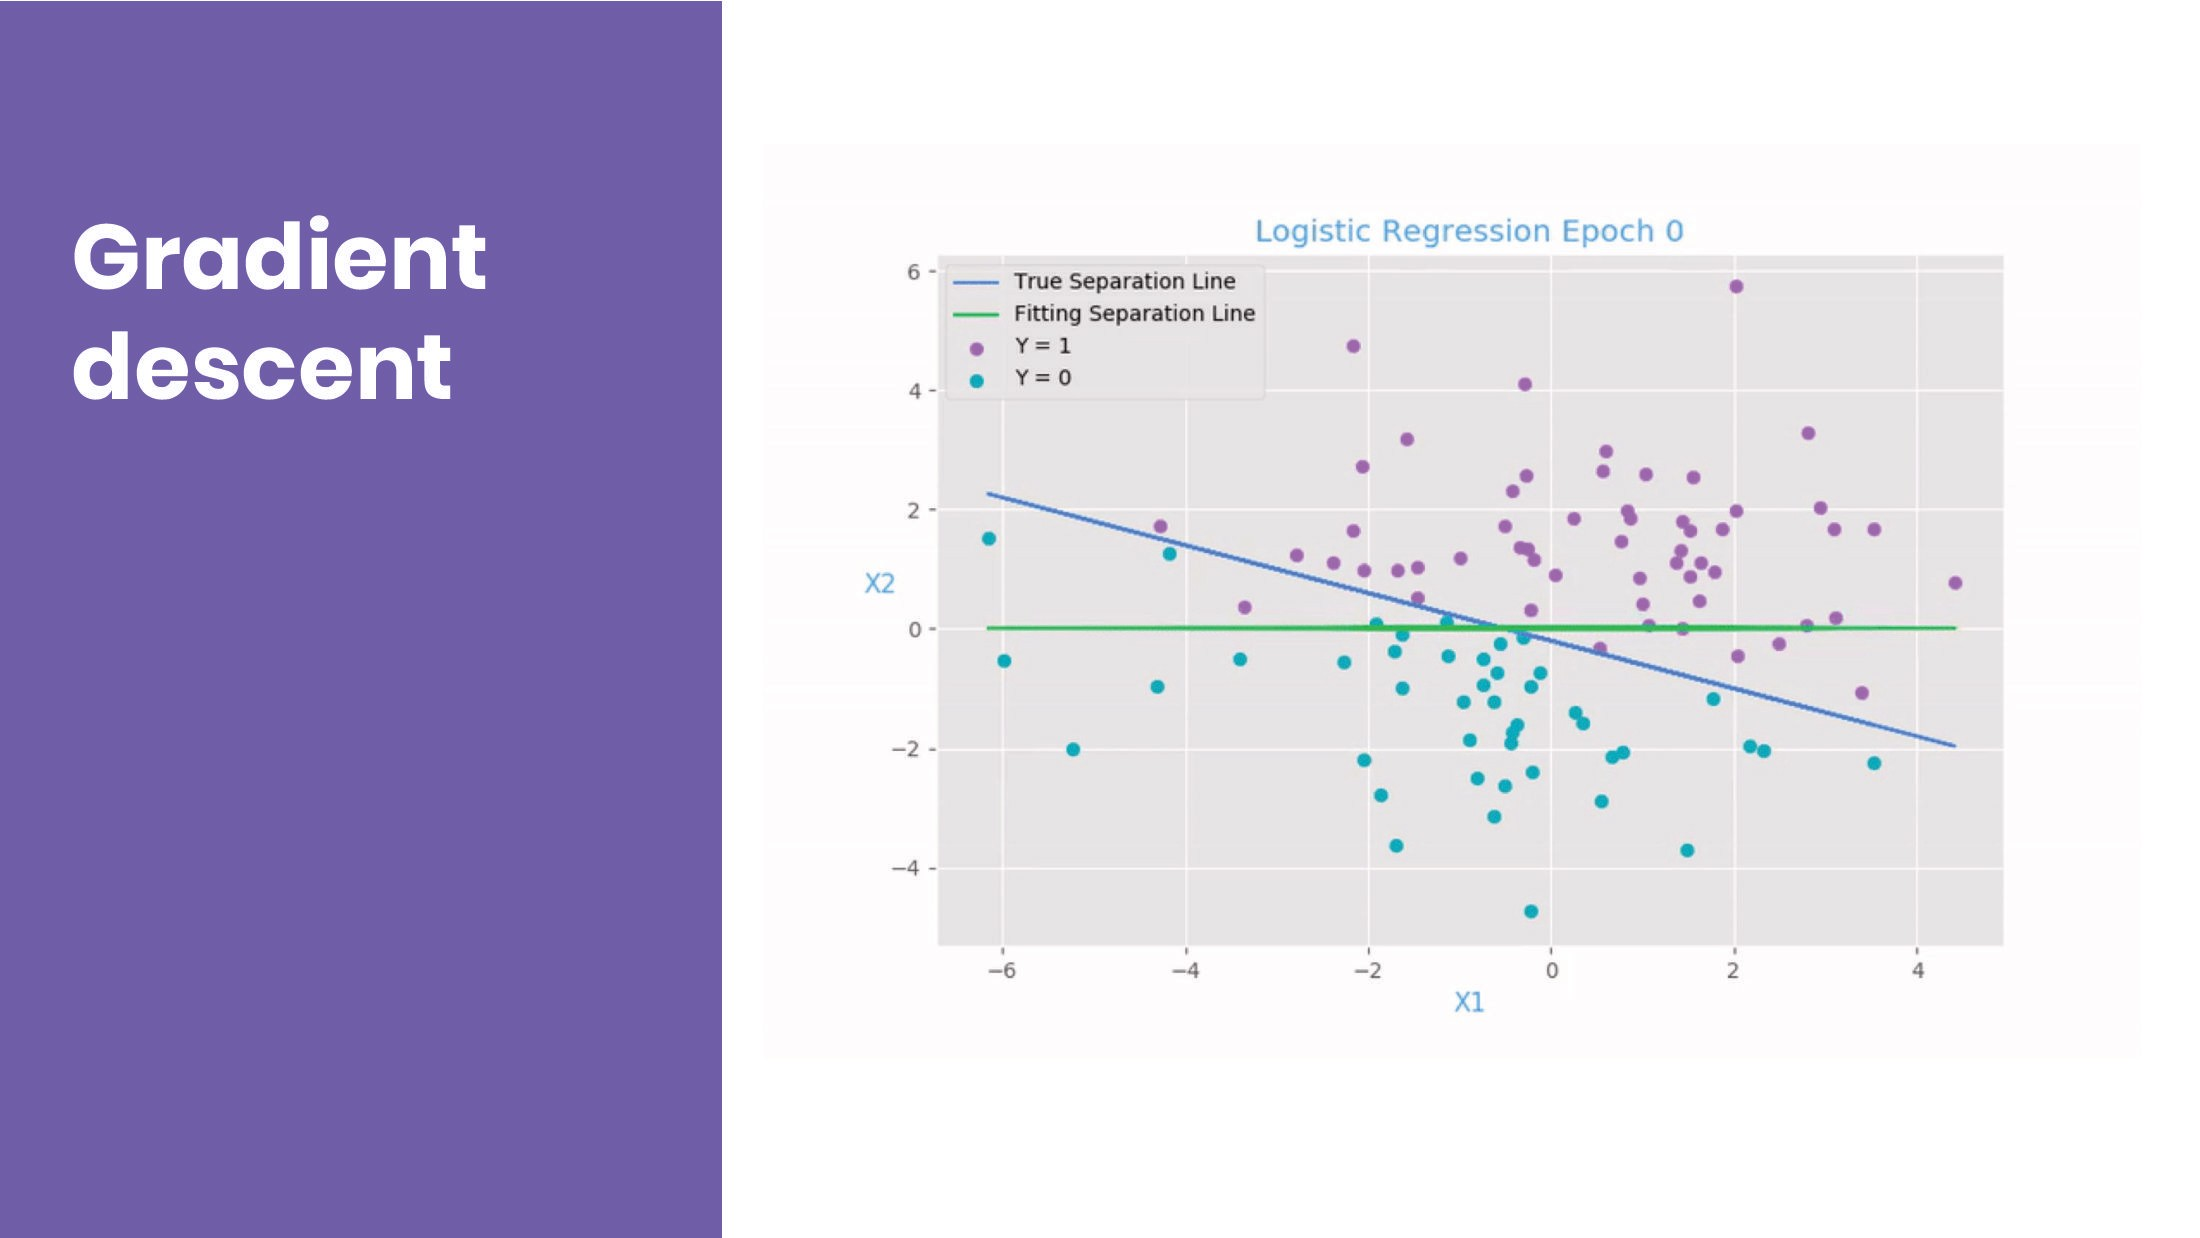 Gradient
descent
Logistic Regression Epoch 0
True Separation Line
Fitting Separation Line
Y = 1
Y = 0
6
4
2
0
−2
−4
X2
−6
−4
−2
0
2
4
X1